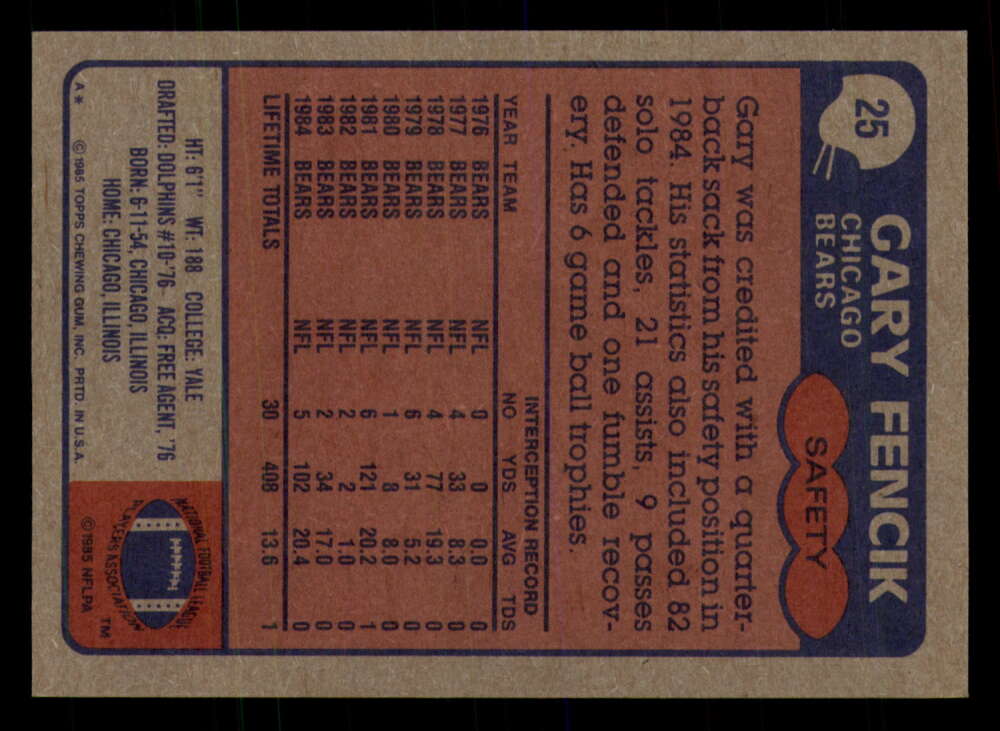 25
GARY FENCIK
CHICAGO
BEARS
SAFETY
Gary was credited with a quarter-
back sack from his safety position in
1984. His statistics also included 82
solo tackles, 21 assists, 9 passes
defended and one fumble recov-
ery. Has 6 game ball trophies.
INTERCEPTION RECORD
YEAR TEAM NO YDS AVG TDS
1976 BEARS NFL 0 0 0.0 0
1977 BEARS NFL 4 33 8.3 0
1978 BEARS NFL 4 77 19.3 0
1979 BEARS NFL 6 31 5.2 0
1980 BEARS NFL 1 8 8.0 0
1981 BEARS NFL 6 121 20.2 1
1982 BEARS NFL 2 2 1.0 0
1983 BEARS NFL 2 34 17.0 0
1984 BEARS NFL 5 102 20.4 0
LIFETIME TOTALS 30 408 13.6 1
HT: 6'1" WT: 188 COLLEGE: YALE
DRAFTED: DOLPHINS #10-'76 ACQ: FREE AGENT, '76
BORN: 6-11-54, CHICAGO, ILLINOIS
HOME: CHICAGO, ILLINOIS
A* © 1985 TOPPS CHEWING GUM, INC. PRTD. IN U.S.A.
NATIONAL FOOTBALL LEAGUE
PLAYERS ASSOCIATION
TM
© 1985 NFLPA